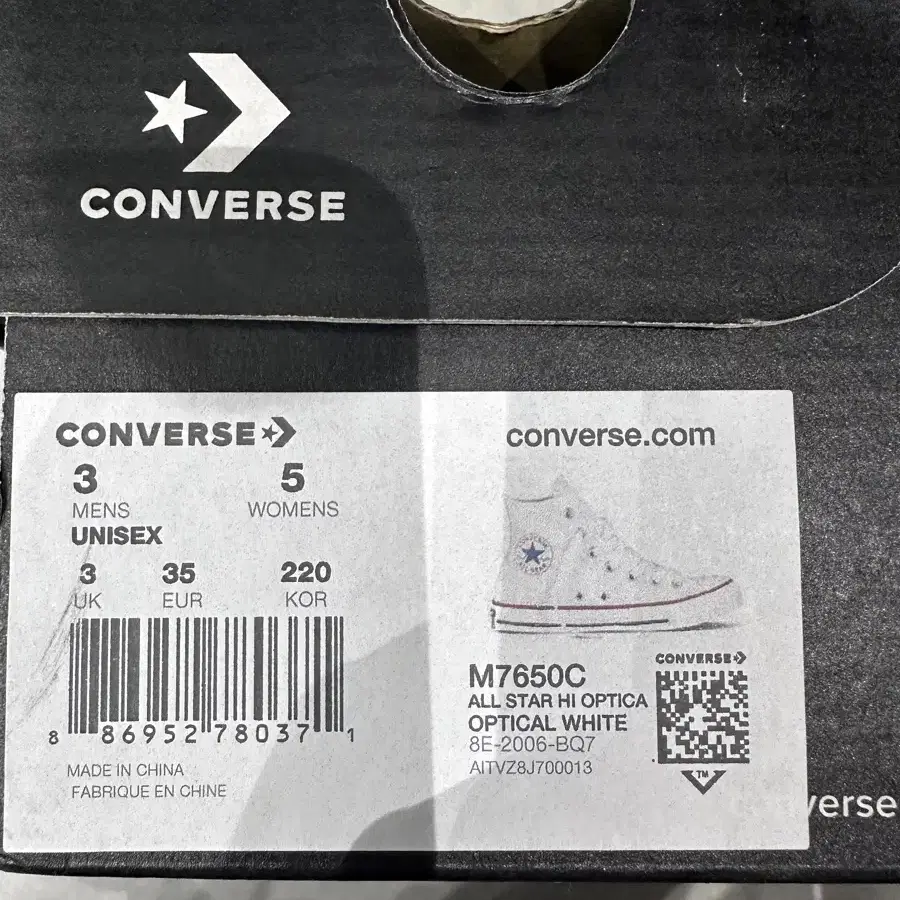 CONVERSE
CONVERSE
converse.com
3 5
MENS WOMENS
UNISEX
3 35 220
UK EUR KOR
8 86952 78037 1
MADE IN CHINA
FABRIQUE EN CHINE
M7650C
ALL STAR HI OPTICA
OPTICAL WHITE
8E-2006-BQ7
AITVZ8J700013
CONVERSE
TM
verse